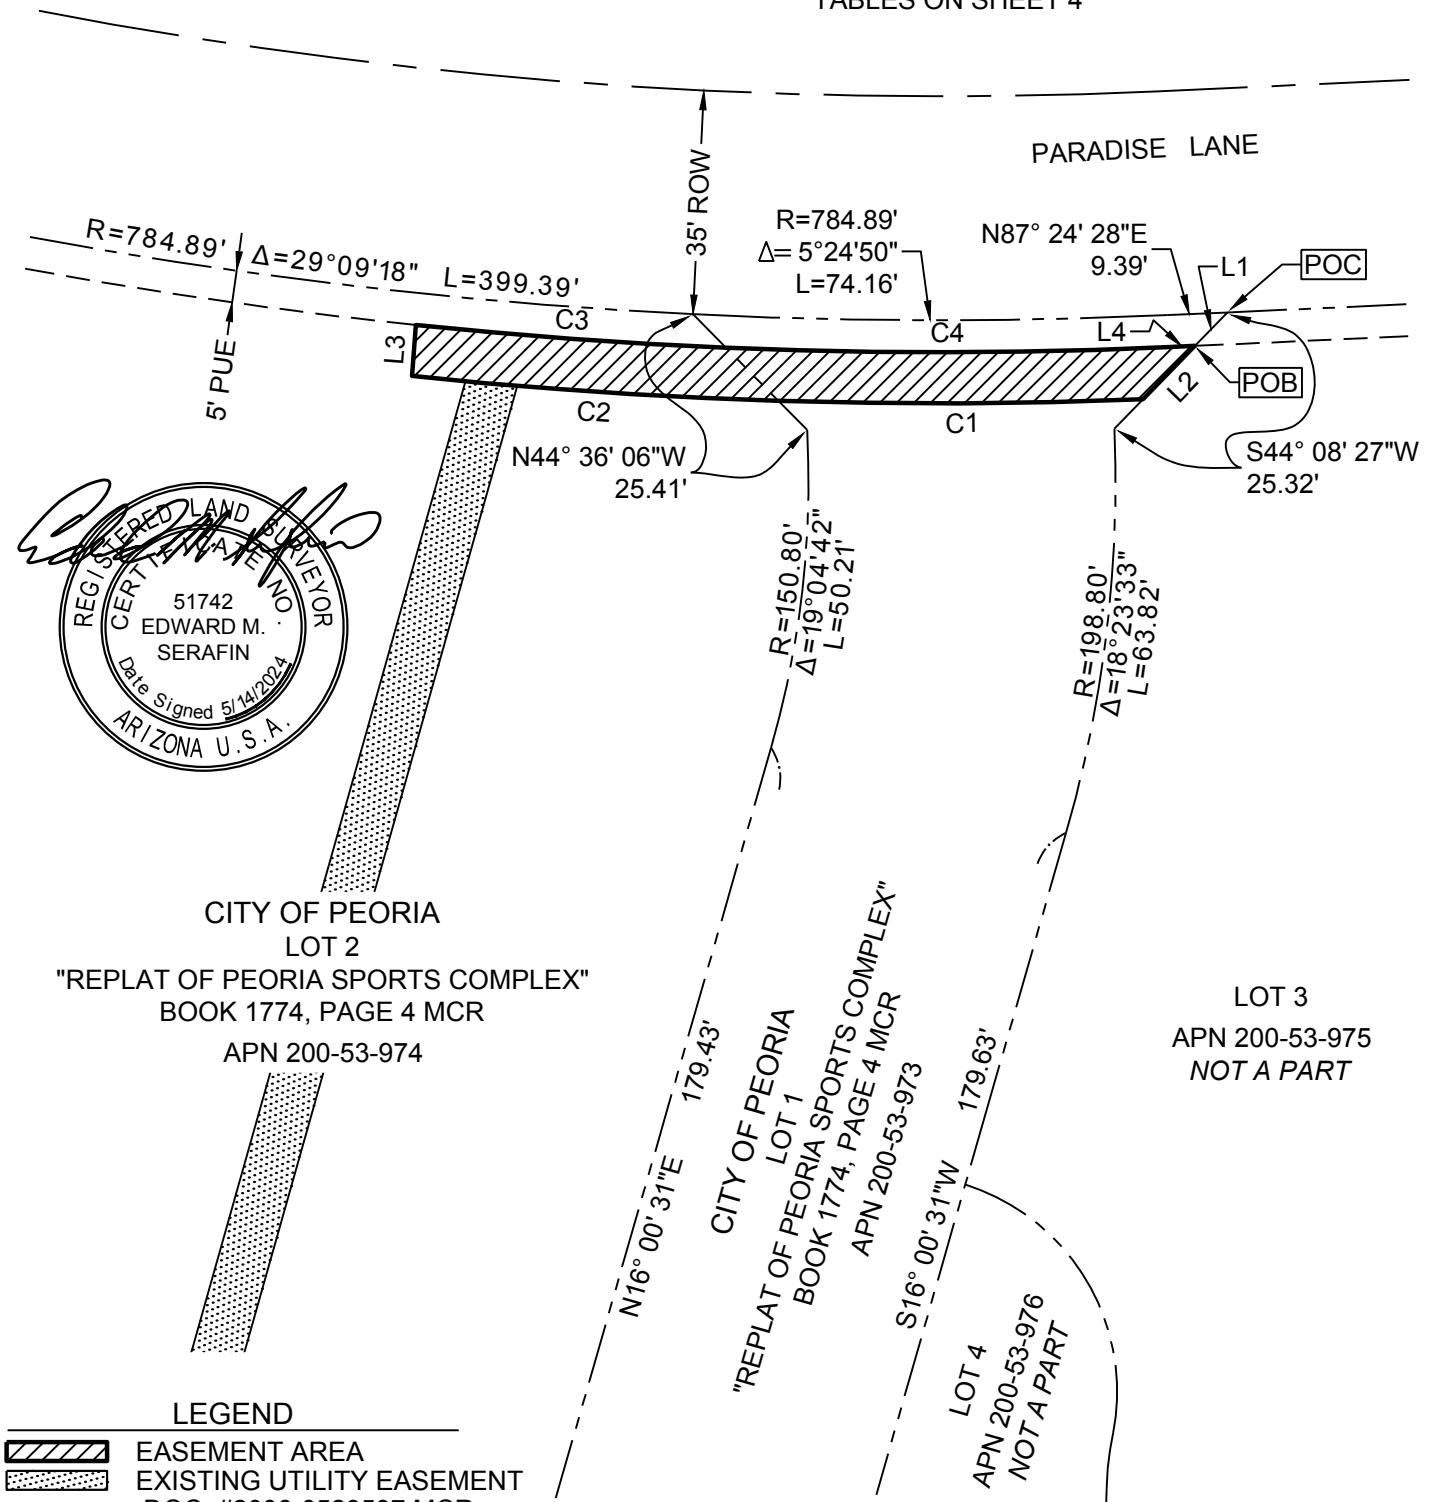 TABLES ON SHEET 4
PARADISE LANE
35' ROW
R=784.89'
Δ=29°09'18"
L=399.39'
R=784.89'
Δ= 5°24'50"
L=74.16'
N87° 24' 28"E
9.39'
L1
POC
C3
C4
L4
L3
5' PUE
C2
C1
L2
POB
N44° 36' 06"W
25.41'
S44° 08' 27"W
25.32'
REGISTERED LAND SURVEYOR
CERTIFICATE NO.
51742
EDWARD M.
SERAFIN
Date Signed 5/14/2024
ARIZONA U.S.A.
R=150.80'
Δ=19°04'42"
L=50.21'
R=198.80'
Δ=18°23'33"
L=63.82'
CITY OF PEORIA
LOT 2
"REPLAT OF PEORIA SPORTS COMPLEX"
BOOK 1774, PAGE 4 MCR
APN 200-53-974
N16° 00' 31"E
179.43'
CITY OF PEORIA
LOT 1
"REPLAT OF PEORIA SPORTS COMPLEX"
BOOK 1774, PAGE 4 MCR
APN 200-53-973
S16° 00' 31"W
179.63'
LOT 3
APN 200-53-975
NOT A PART
LOT 4
APN 200-53-976
NOT A PART
LEGEND
EASEMENT AREA
EXISTING UTILITY EASEMENT